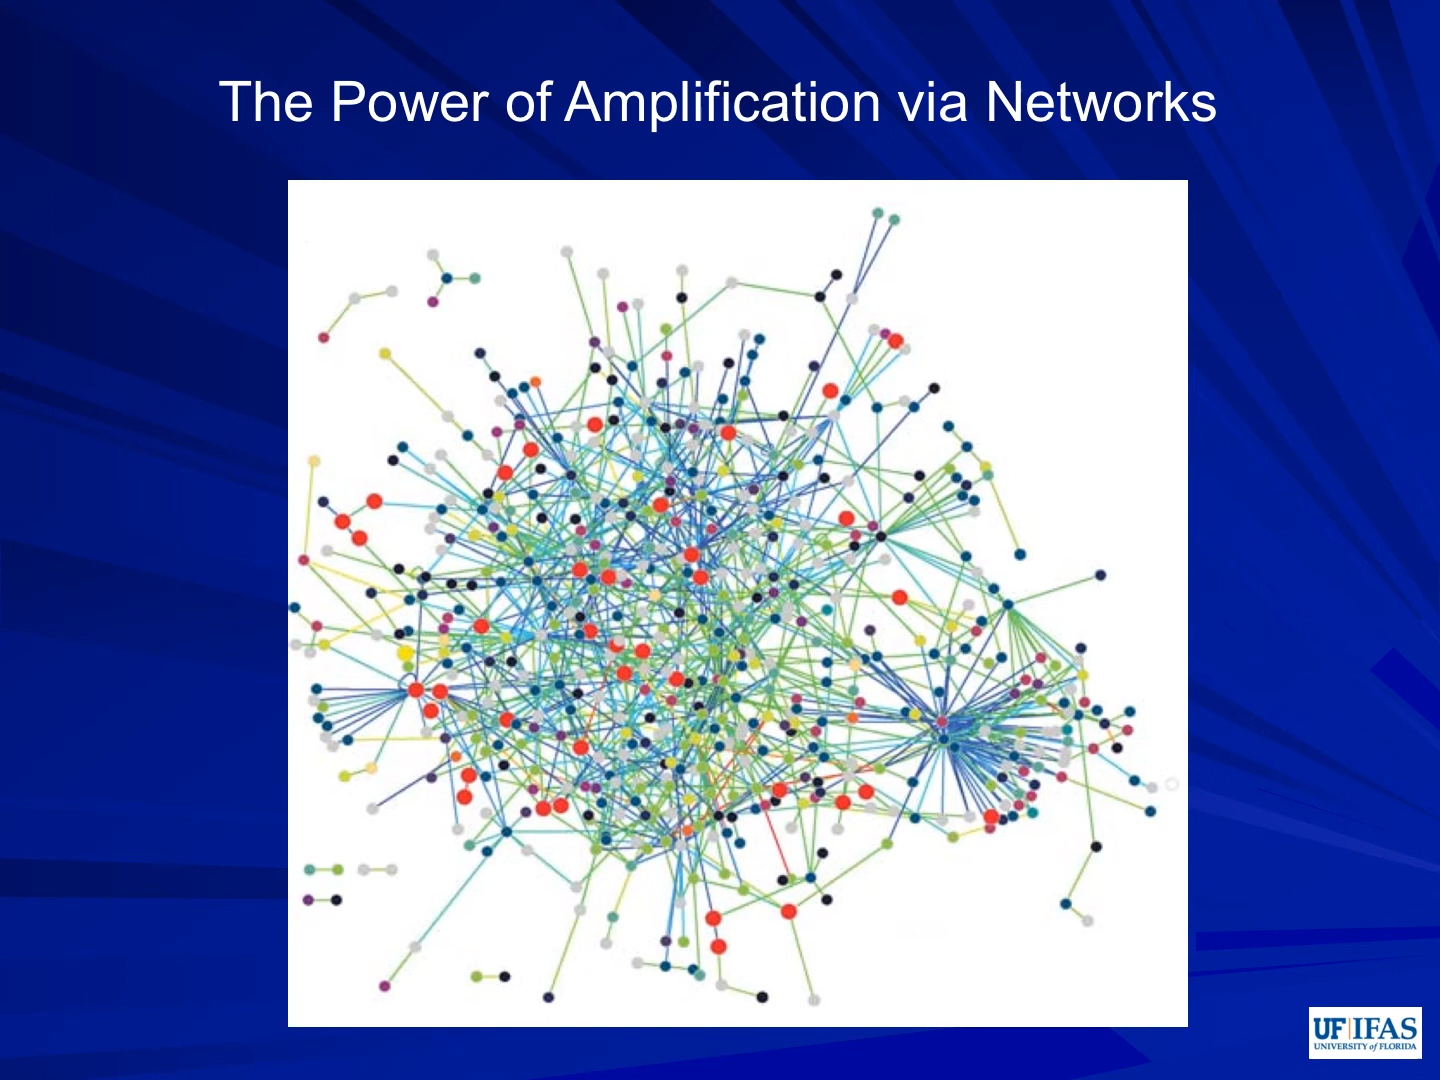 The Power of Amplification via Networks
UF|IFAS
UNIVERSITY of FLORIDA